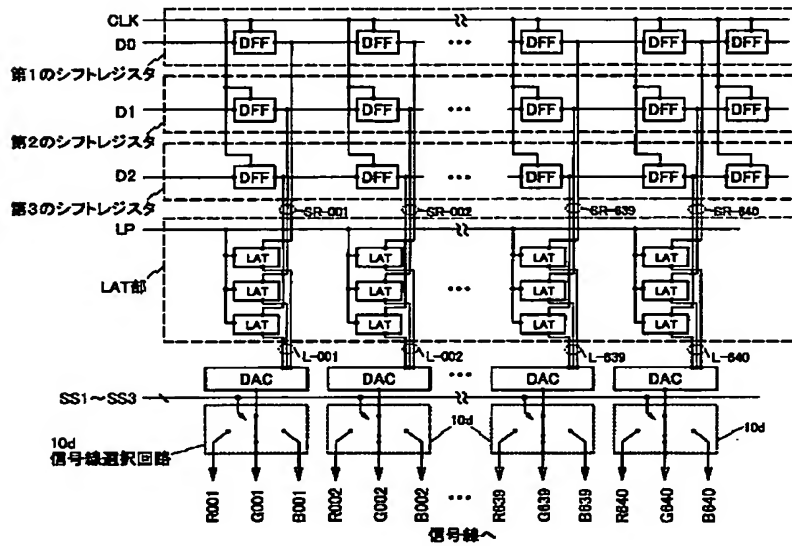 CLK
D0 DFF DFF ··· DFF DFF DFF
第1のシフトレジスタ
D1 DFF DFF ··· DFF DFF DFF
第2のシフトレジスタ
D2 DFF DFF ··· DFF DFF DFF
第3のシフトレジスタ SR-001 SR-002 SR-639 SR-640
LP
LAT LAT LAT LAT
LAT部 LAT LAT ··· LAT LAT
LAT LAT LAT LAT
L-001 L-002 L-639 L-640
DAC DAC ··· DAC DAC
SS1~SS3
10d 10d 10d
信号線選択回路
R001 G001 B001 R002 G002 B002 ··· R639 G639 B639 R640 G640 B640
信号線へ